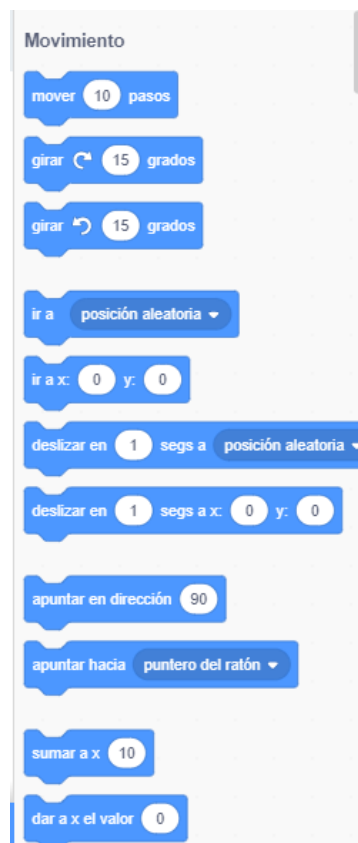 Movimiento
mover 10 pasos
girar 15 grados
girar 15 grados
ir a posición aleatoria
ir a x: 0 y: 0
deslizar en 1 segs a posición aleatoria
deslizar en 1 segs a x: 0 y: 0
apuntar en dirección 90
apuntar hacia puntero del ratón
sumar a x 10
dar a x el valor 0